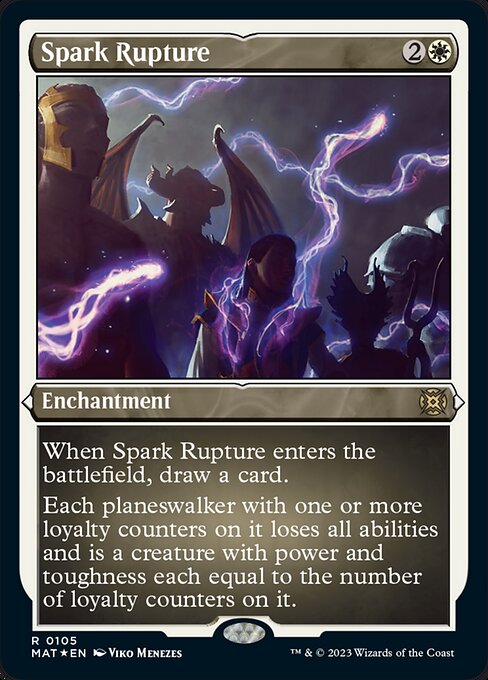 Spark Rupture 2
Enchantment
When Spark Rupture enters the
battlefield, draw a card.
Each planeswalker with one or more
loyalty counters on it loses all abilities
and is a creature with power and
toughness each equal to the number
of loyalty counters on it.
R 0105
MAT★EN Viko Menezes
™ & © 2023 Wizards of the Coast